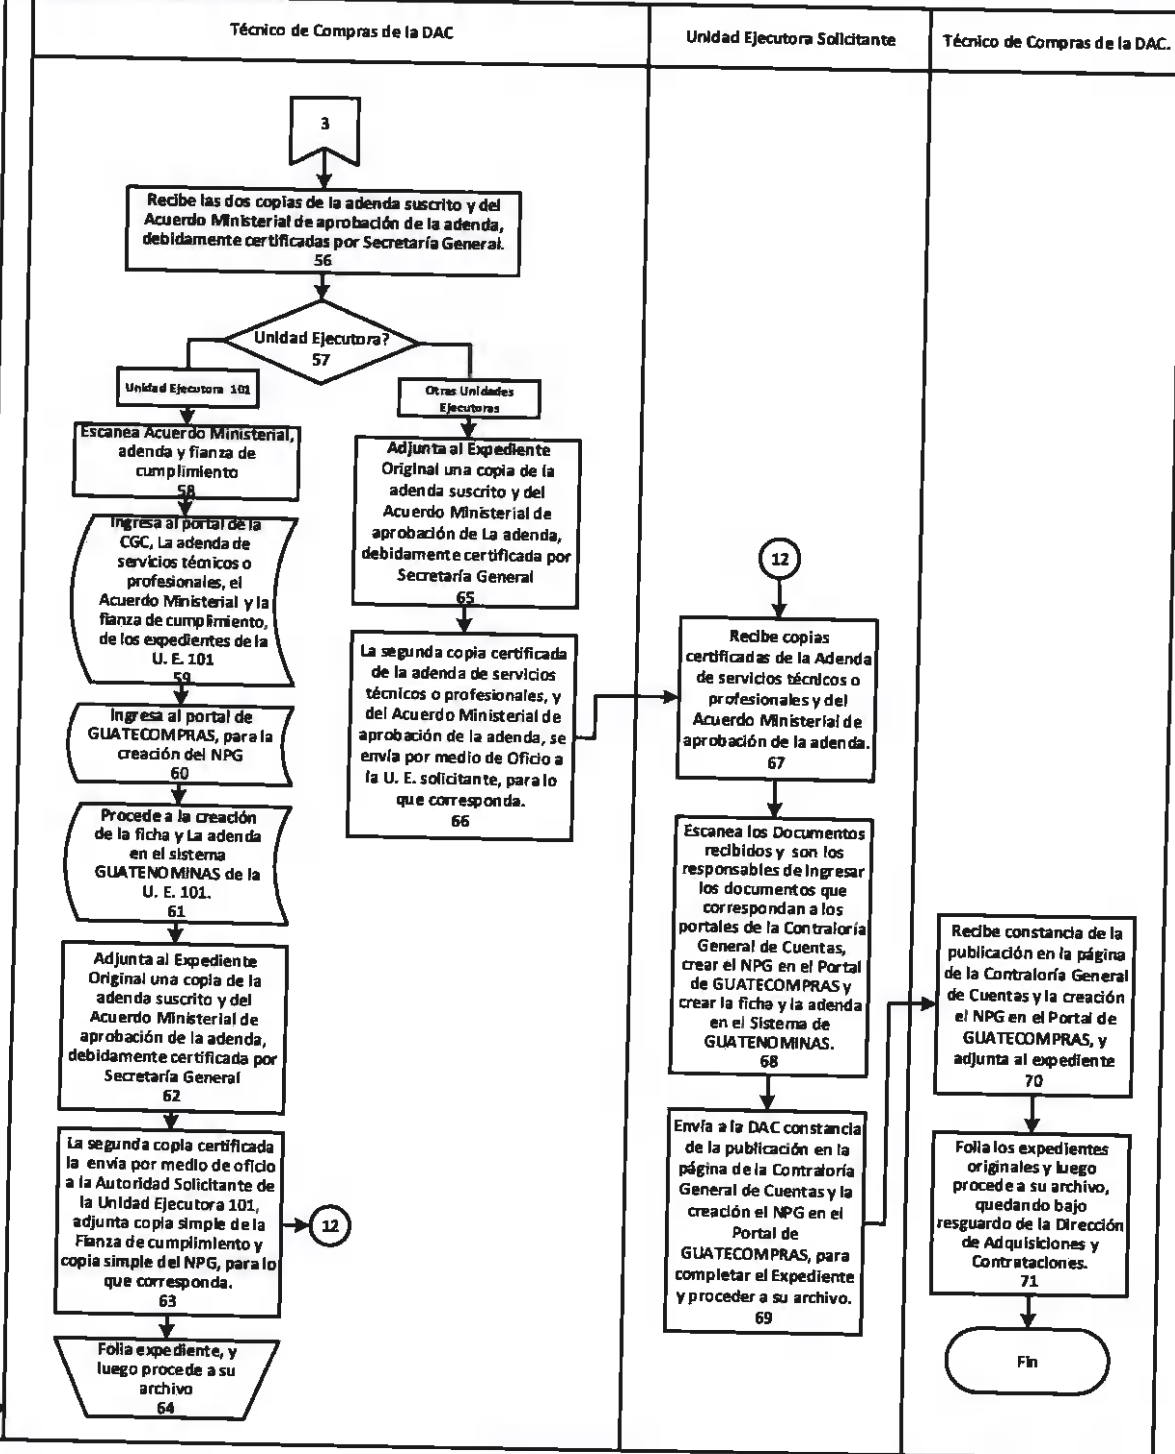 Técnico de Compras de la DAC
Unidad Ejecutora Solicitante
Técnico de Compras de la DAC.
3
Recibe las dos copias de la adenda suscrito y del
Acuerdo Ministerial de aprobación de la adenda,
debidamente certificadas por Secretaría General.
56
Unidad Ejecutora?
57
Unidad Ejecutora 101
Escanea Acuerdo Ministerial,
adenda y fianza de
cumplimiento
58
Ingresa al portal de la
CGC, La adenda de
servicios técnicos o
profesionales, el
Acuerdo Ministerial y la
fianza de cumplimiento,
de los expedientes de la
U. E. 101
59
Ingresa al portal de
GUATECOMPRAS, para la
creación del NPG
60
Procede a la creación
de la ficha y La adenda
en el sistema
GUATENOMINAS de la
U. E. 101.
61
Adjunta al Expediente
Original una copia de la
adenda suscrito y del
Acuerdo Ministerial de
aprobación de la adenda,
debidamente certificada por
Secretaría General
62
La segunda copia certificada
la envía por medio de oficio
a la Autoridad Solicitante de
la Unidad Ejecutora 101,
adjunta copia simple de la
Fianza de cumplimiento y
copia simple del NPG, para lo
que corresponda.
63
12
Folia expediente, y
luego procede a su
archivo
64
Otras Unidades
Ejecutoras
Adjunta al Expediente
Original una copia de la
adenda suscrito y del
Acuerdo Ministerial de
aprobación de La adenda,
debidamente certificada por
Secretaría General
65
La segunda copia certificada
de la adenda de servicios
técnicos o profesionales, y
del Acuerdo Ministerial de
aprobación de la adenda, se
envía por medio de Oficio a
la U. E. solicitante, para lo
que corresponda.
66
12
Recibe copias
certificadas de la Adenda
de servicios técnicos o
profesionales y del
Acuerdo Ministerial de
aprobación de la adenda.
67
Escanea los Documentos
recibidos y son los
responsables de Ingresar
los documentos que
correspondan a los
portales de la Contraloría
General de Cuentas,
crear el NPG en el Portal
de GUATECOMPRAS y
crear la ficha y la adenda
en el Sistema de
GUATENOMINAS.
68
Envía a la DAC constancia
de la publicación en la
página de la Contraloría
General de Cuentas y la
creación el NPG en el
Portal de
GUATECOMPRAS, para
completar el Expediente
y proceder a su archivo.
69
Recibe constancia de la
publicación en la página
de la Contraloría General
de Cuentas y la creación
el NPG en el Portal de
GUATECOMPRAS, y
adjunta al expediente
70
Folia los expedientes
originales y luego
procede a su archivo,
quedando bajo
resguardo de la Dirección
de Adquisiciones y
Contrataciones.
71
Fin